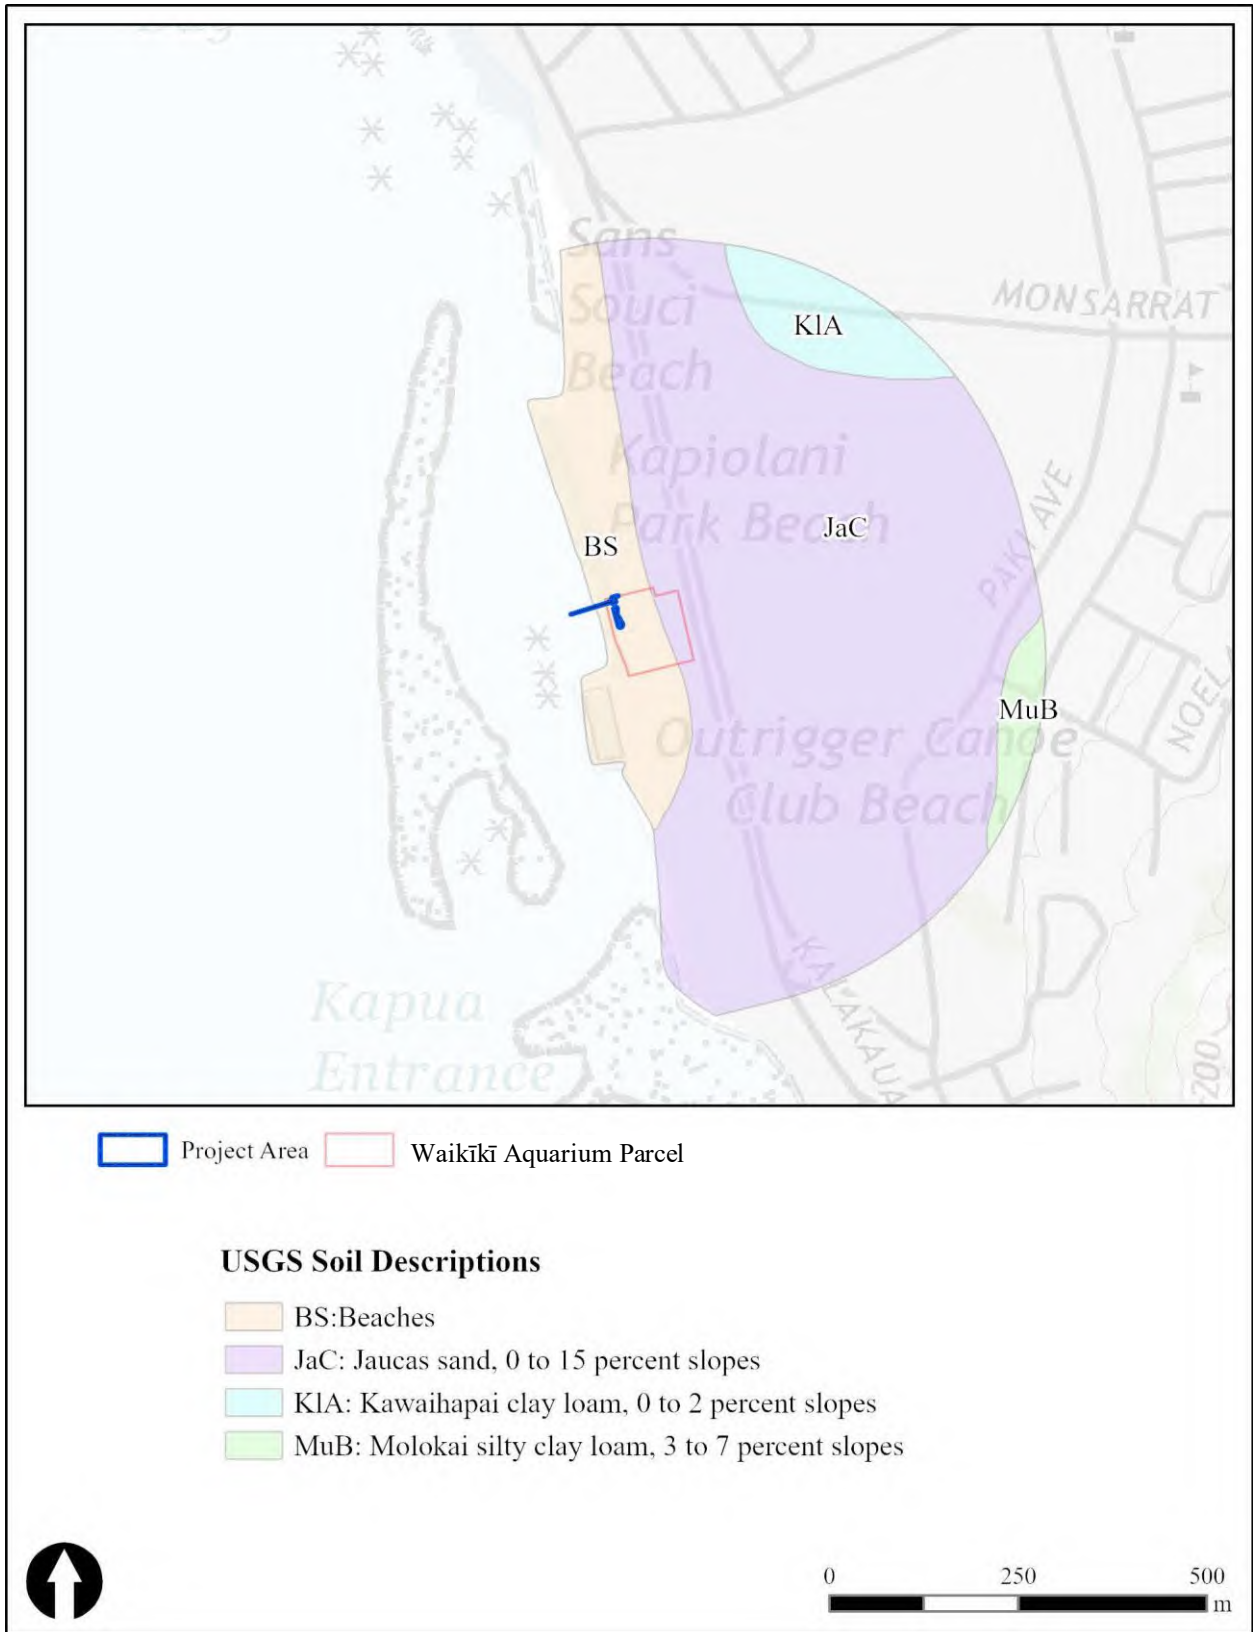 Sans
Souci
Beach
MONSARRAT
KlA
Kapiolani
Park Beach
JaC
PAKI AVE
BS
MuB
NOELA
Outrigger Canoe
Club Beach
KALAKAUA
Kapua
Entrance
200
Project Area
Waikīkī Aquarium Parcel
USGS Soil Descriptions
BS:Beaches
JaC: Jaucas sand, 0 to 15 percent slopes
KlA: Kawaihapai clay loam, 0 to 2 percent slopes
MuB: Molokai silty clay loam, 3 to 7 percent slopes
0 250 500
m